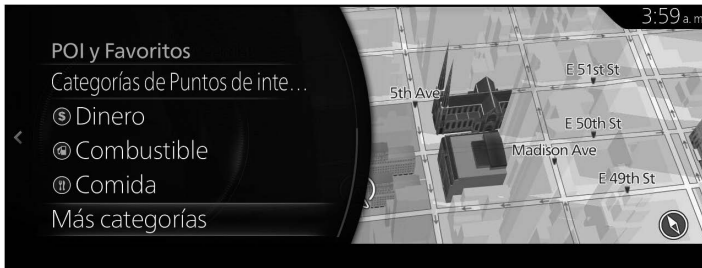 3:59 a. m
POI y Favoritos
Categorías de Puntos de inte...
Dinero
Combustible
Comida
Más categorías
E 51st St
5th Ave
E 50th St
Madison Ave
E 49th St